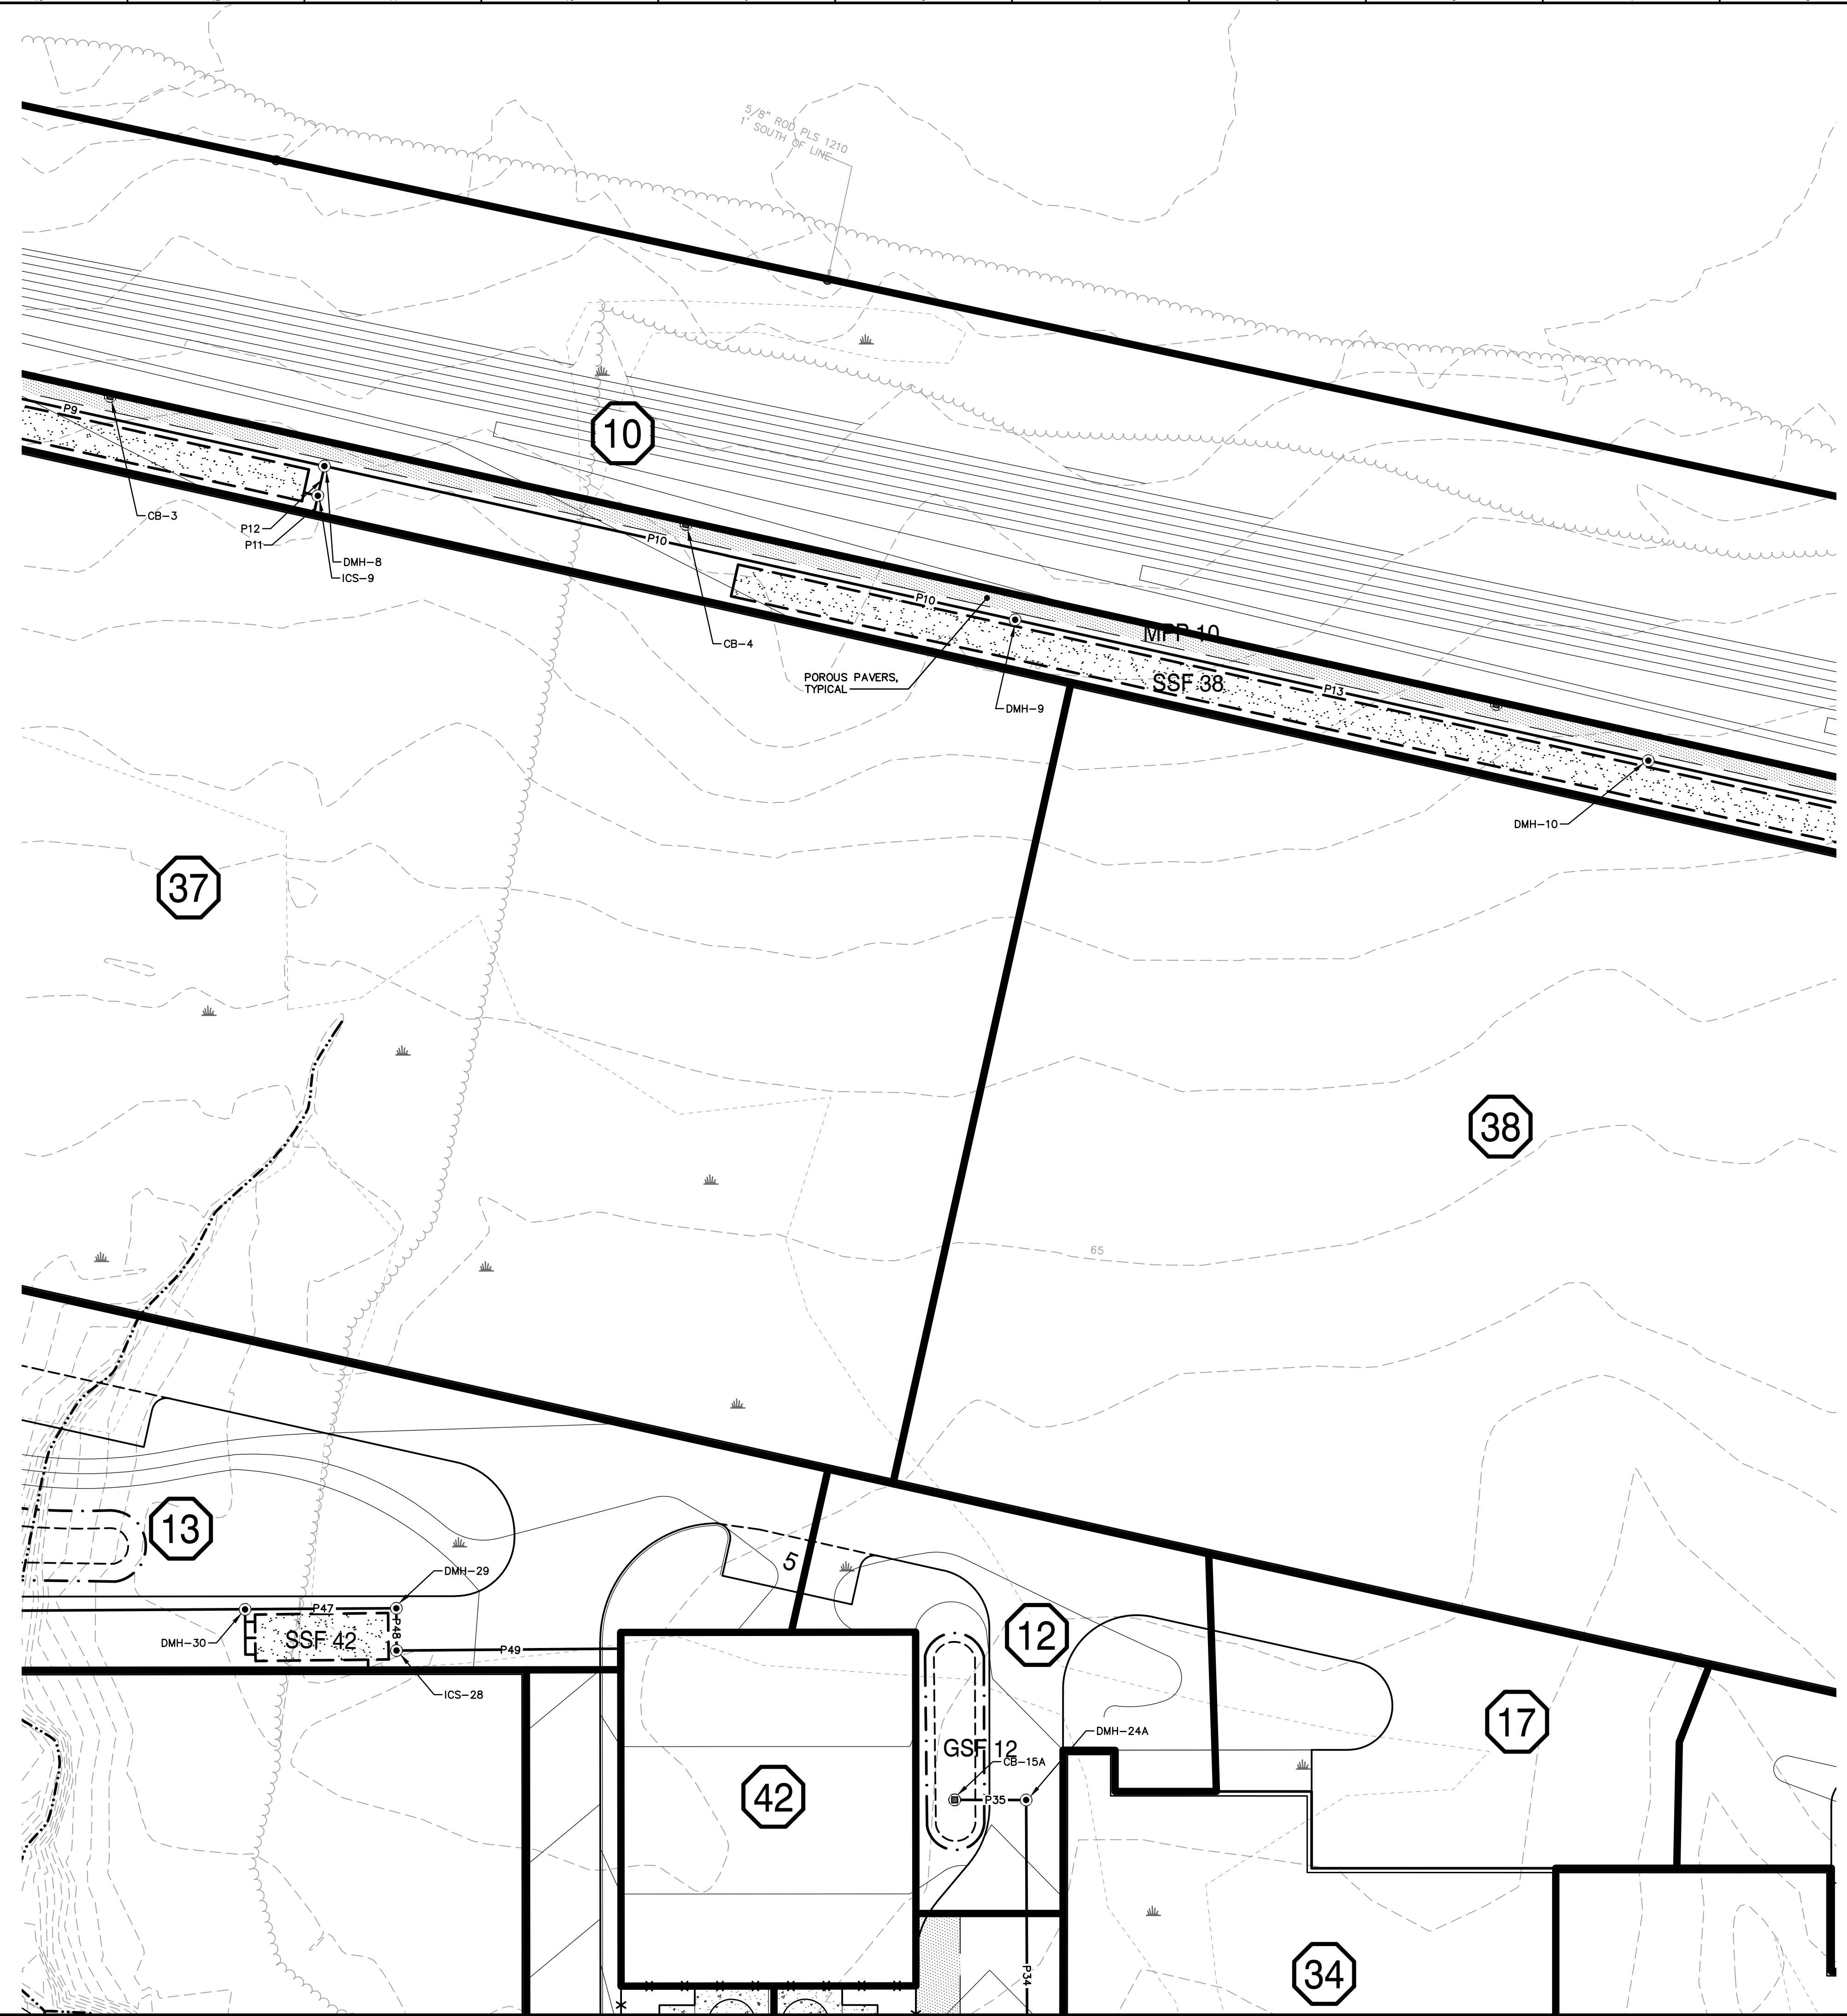 5/8" ROD PLS 1210
1' SOUTH OF LINE
P9
10
CB-3
P12
P11
DMH-8
ICS-9
P10
P10
CB-4
MFP 10
POROUS PAVERS,
TYPICAL
SSF 38
P13
DMH-9
DMH-10
37
38
65
13
5
DMH-29
P47
DMH-30
SSF 42
P48
P49
ICS-28
12
17
DMH-24A
GSF 12
CB-15A
P35
42
34
P34